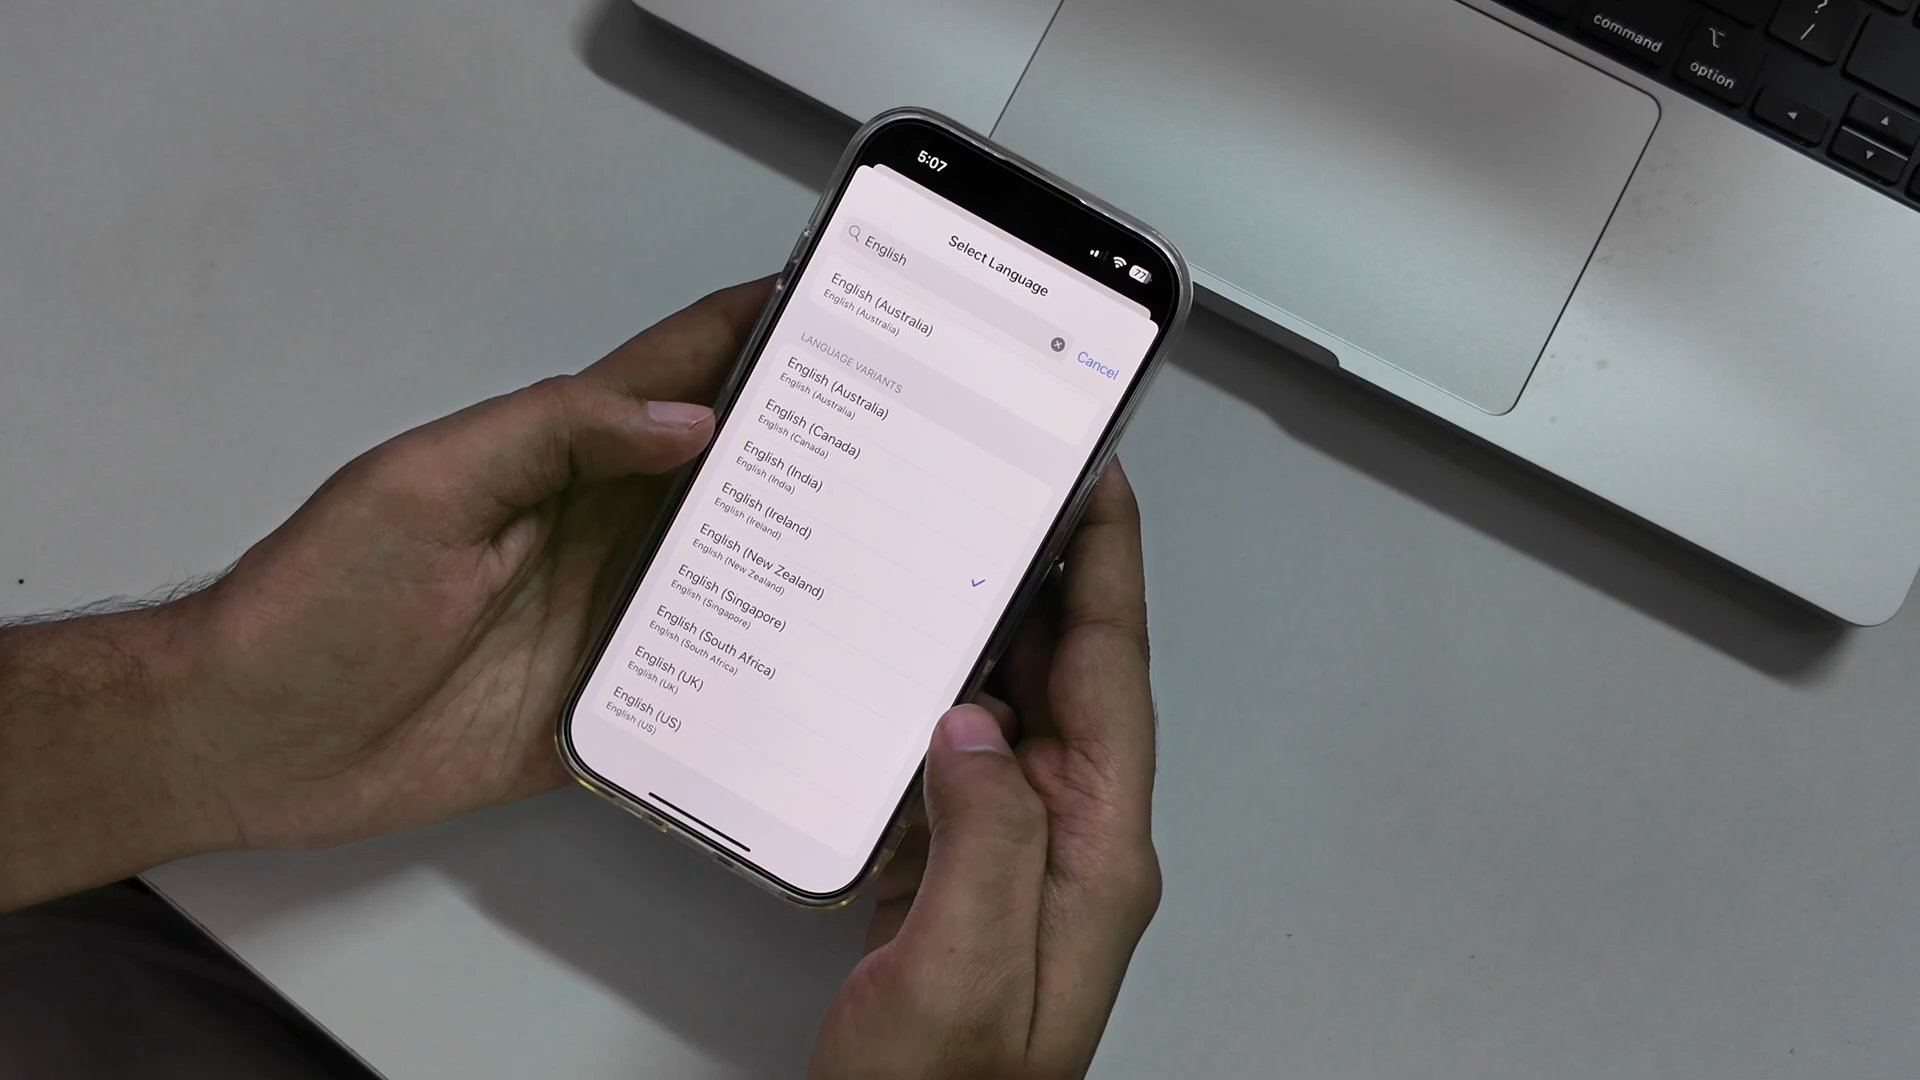 5:07
77
Select Language
English
Cancel
English (Australia)
English (Australia)
LANGUAGE VARIANTS
English (Australia)
English (Australia)
English (Canada)
English (Canada)
English (India)
English (India)
English (Ireland)
English (Ireland)
English (New Zealand)
English (New Zealand)
English (Singapore)
English (Singapore)
English (South Africa)
English (South Africa)
English (UK)
English (UK)
English (US)
English (US)
command
option
?
/